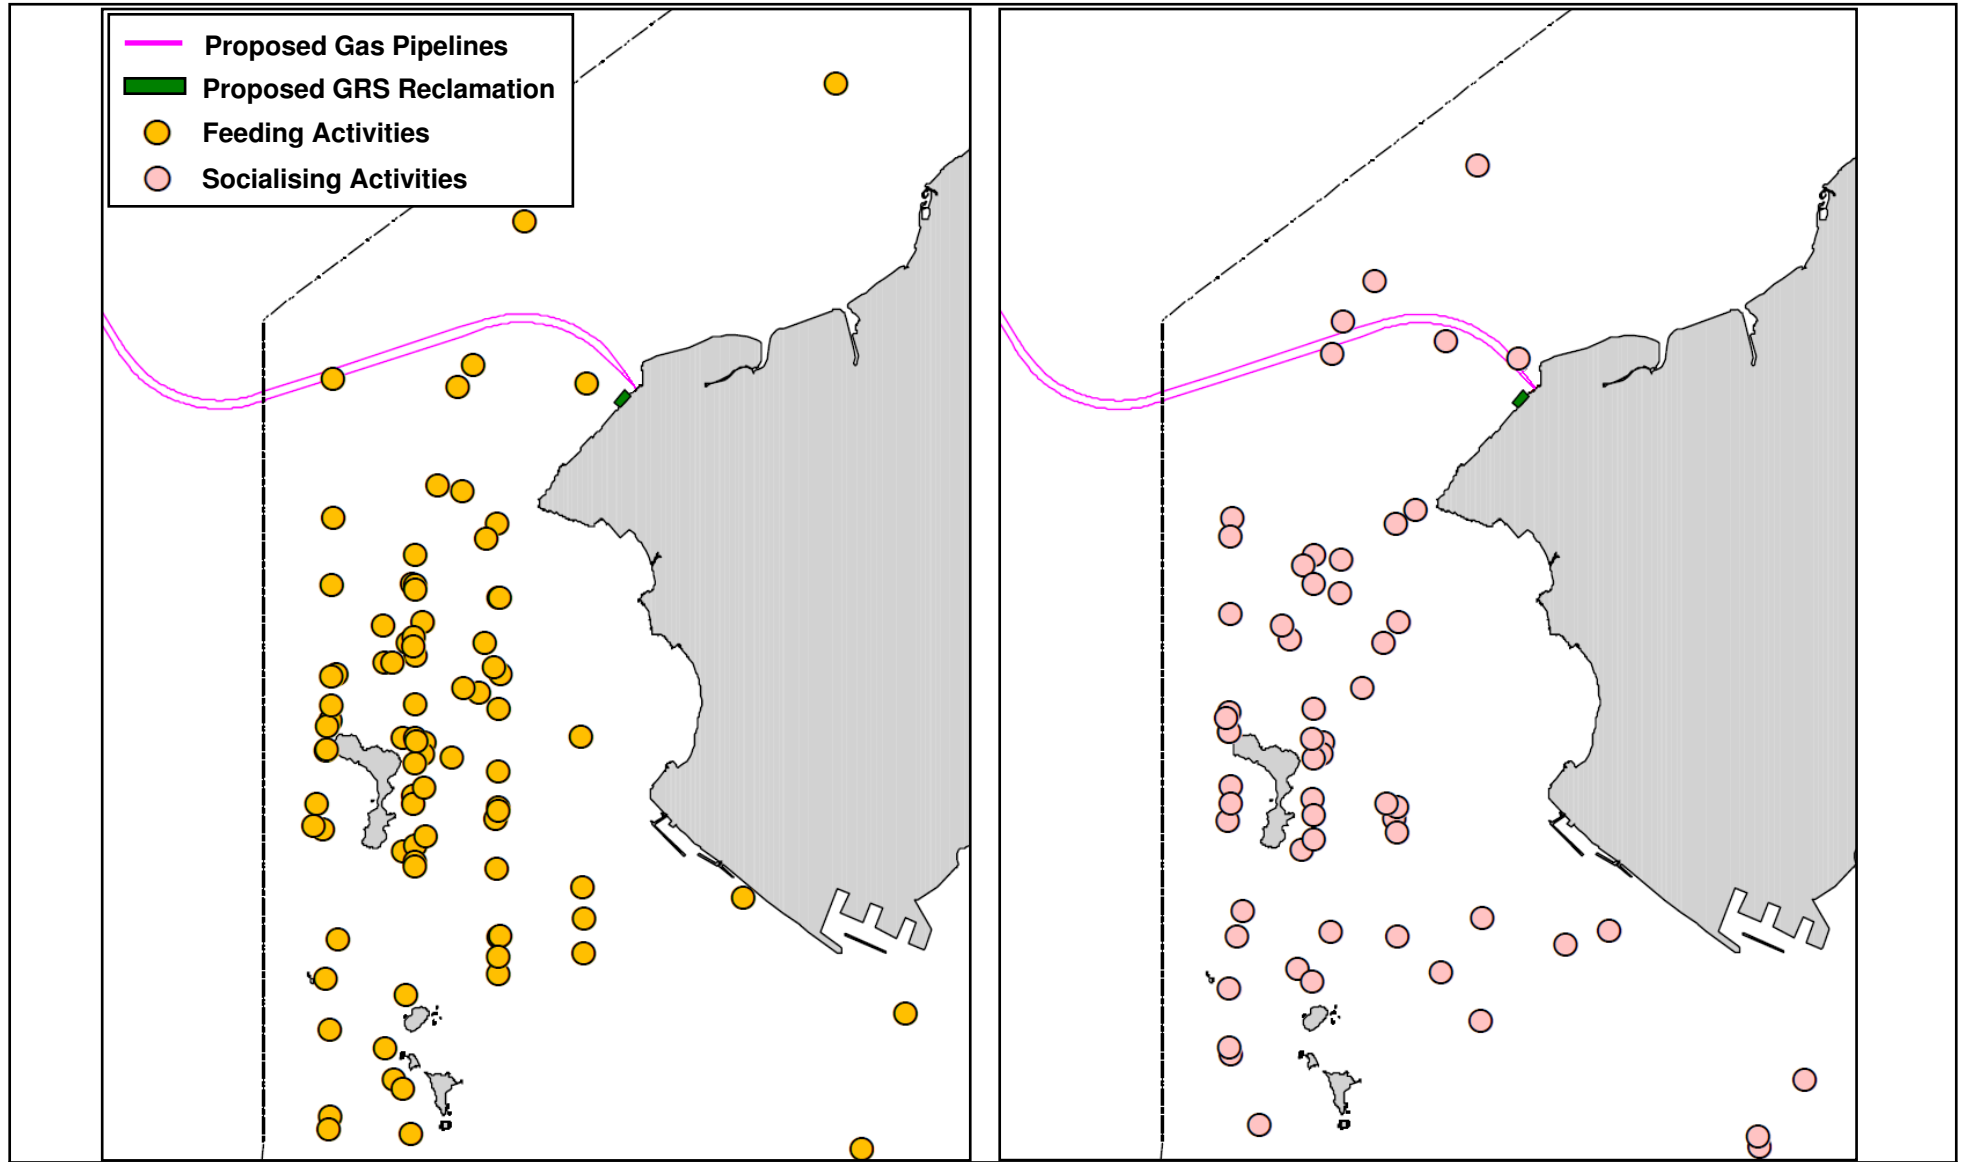 Proposed Gas Pipelines
Proposed GRS Reclamation
Feeding Activities
Socialising Activities